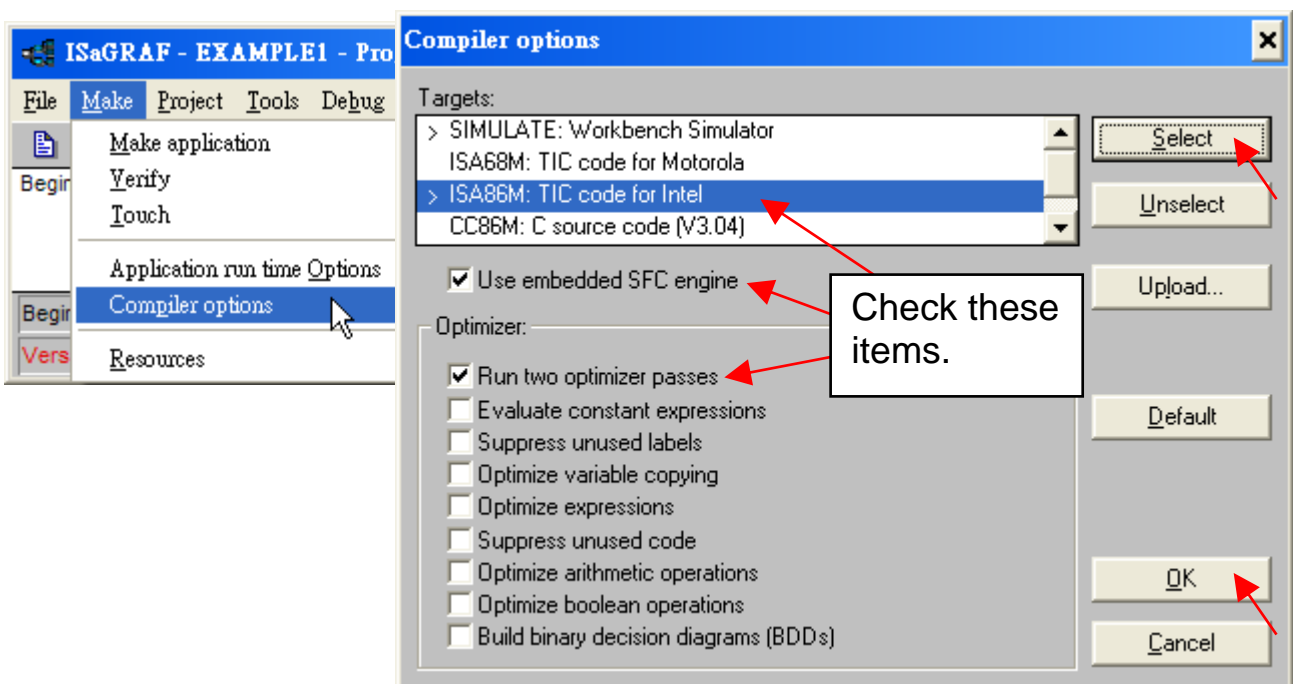 ISaGRAF - EXAMPLE1 - Pro
File Make Project Tools Debug
Make application
Verify
Touch
Application run time Options
Compiler options
Resources
Begin
Begin
Vers
Compiler options
Targets:
> SIMULATE: Workbench Simulator
ISA68M: TIC code for Motorola
> ISA86M: TIC code for Intel
CC86M: C source code (V3.04)
Use embedded SFC engine
Optimizer:
Run two optimizer passes
Evaluate constant expressions
Suppress unused labels
Optimize variable copying
Optimize expressions
Suppress unused code
Optimize arithmetic operations
Optimize boolean operations
Build binary decision diagrams (BDDs)
Select
Unselect
Upload...
Default
OK
Cancel
Check these
items.